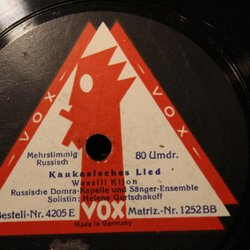 VOX
VOX
Mehrstimmig
Russisch
80 Umdr.
Kaukasisches Lied
Wassili Kljon
Russische Domra-Kapelle und Sänger-Ensemble
Solistin: Helene Gortschakoff
Bestell-Nr. 4205 E
VOX
Matriz.-Nr. 1252 BB
Made in Germany